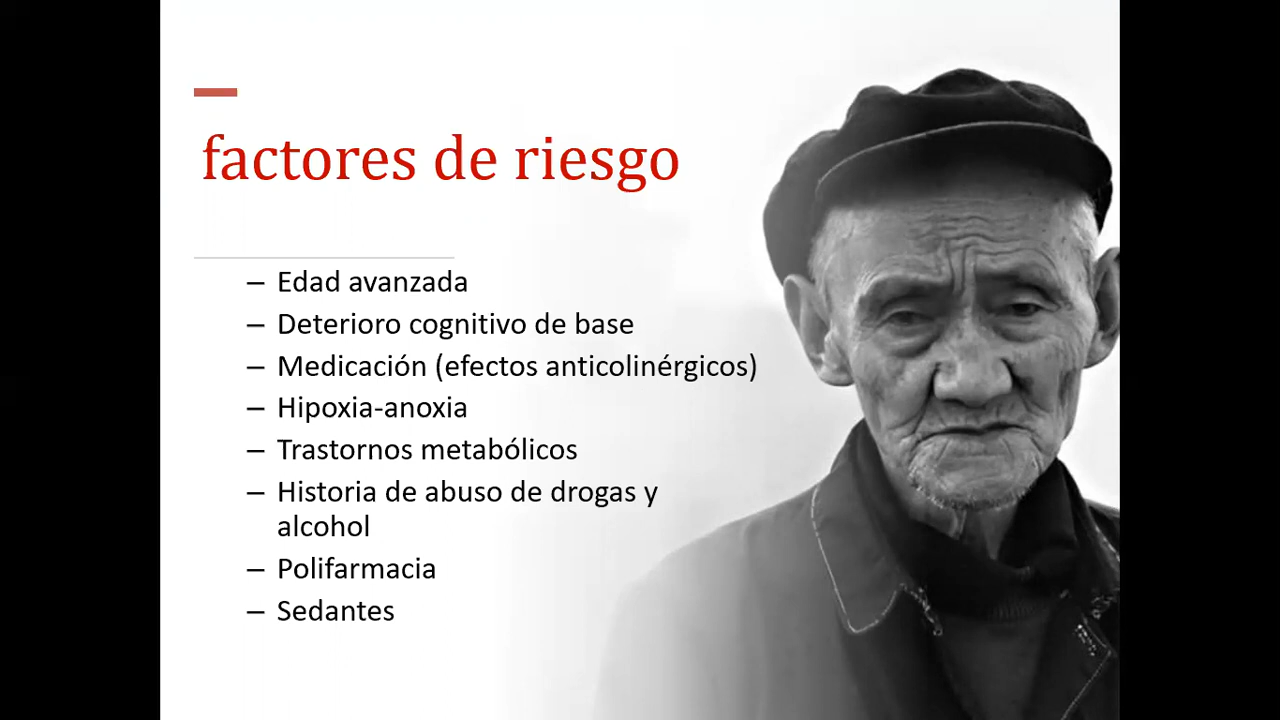 factores de riesgo
– Edad avanzada
– Deterioro cognitivo de base
– Medicación (efectos anticolinérgicos)
– Hipoxia-anoxia
– Trastornos metabólicos
– Historia de abuso de drogas y
alcohol
– Polifarmacia
– Sedantes